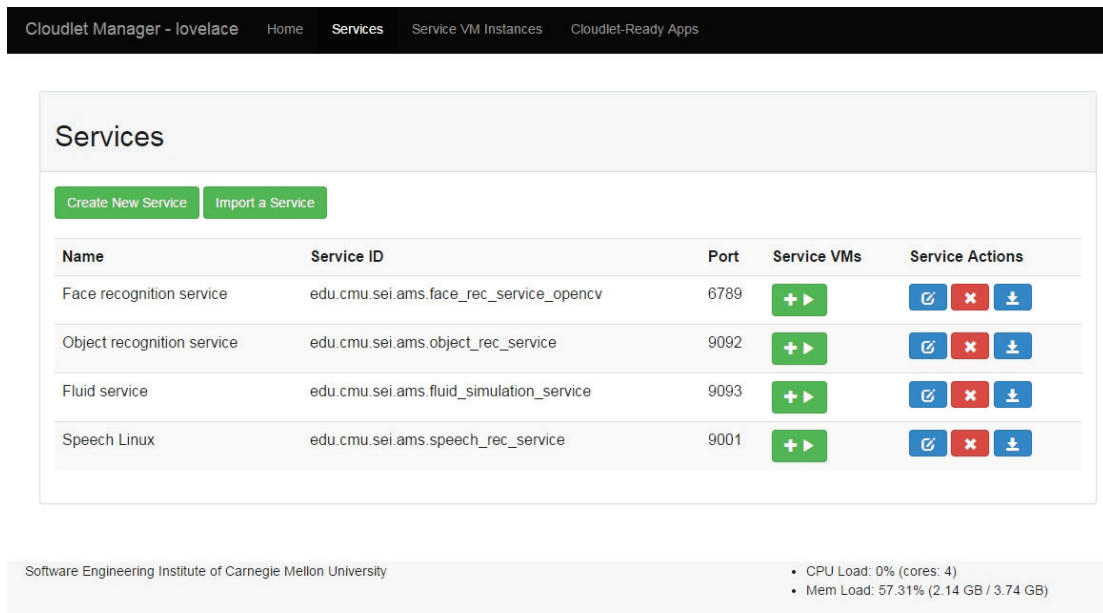 Cloudlet Manager - lovelace Home Services Service VM Instances Cloudlet-Ready Apps
Services
Create New Service Import a Service
Name Service ID Port Service VMs Service Actions
Face recognition service edu.cmu.sei.ams.face_rec_service_opencv 6789
Object recognition service edu.cmu.sei.ams.object_rec_service 9092
Fluid service edu.cmu.sei.ams.fluid_simulation_service 9093
Speech Linux edu.cmu.sei.ams.speech_rec_service 9001
Software Engineering Institute of Carnegie Mellon University
• CPU Load: 0% (cores: 4)
• Mem Load: 57.31% (2.14 GB / 3.74 GB)